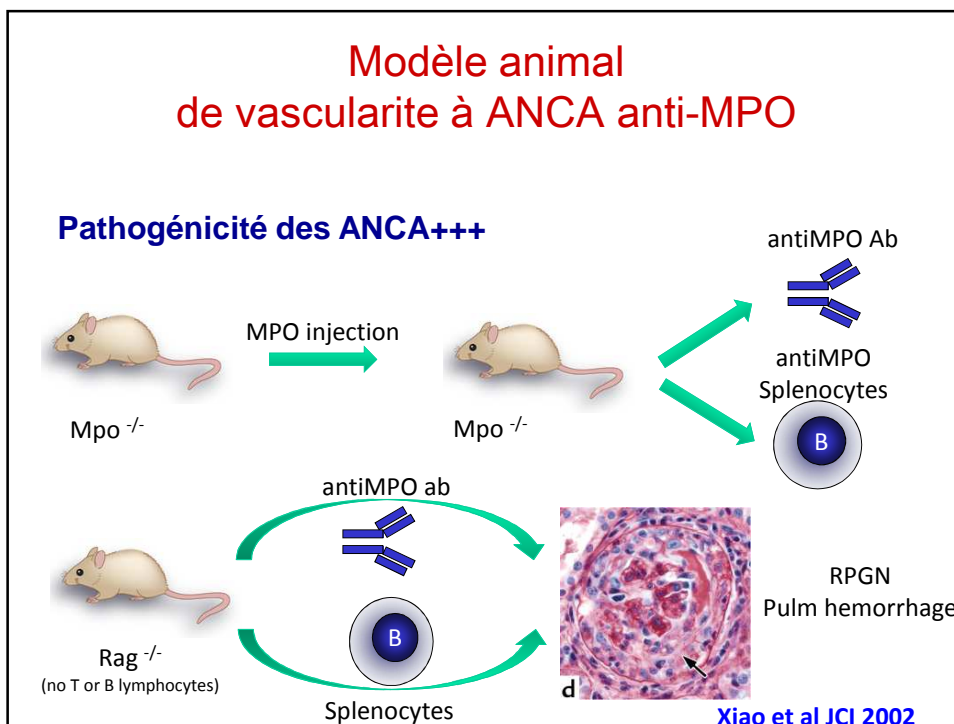 Modèle animal
de vascularite à ANCA anti-MPO
Pathogénicité des ANCA+++
antiMPO Ab
MPO injection
antiMPO
Splenocytes
Mpo -/-
Mpo -/-
B
antiMPO ab
RPGN
Pulm hemorrhage
B
Rag -/-
(no T or B lymphocytes)
d
Splenocytes
Xiao et al JCI 2002